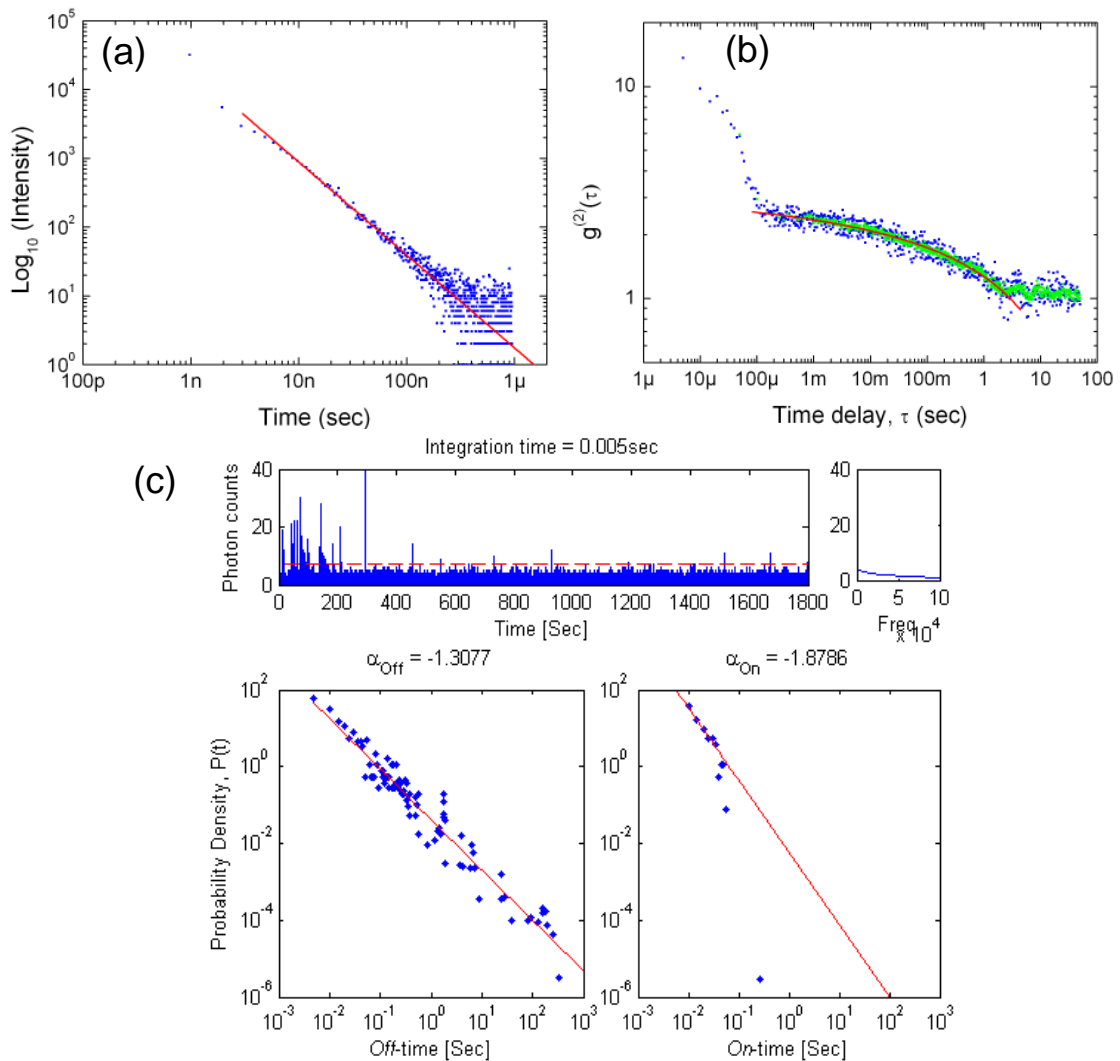 (a)
10^5
10^4
10^3
10^2
10^1
10^0
Log10 (Intensity)
100p 1n 10n 100n 1µ
Time (sec)
(b)
10
1
g^(2)(τ)
1µ 10µ 100µ 1m 10m 100m 1 10 100
Time delay, τ (sec)
(c)
Integration time = 0.005sec
Photon counts
40
20
0
0 200 400 600 800 1000 1200 1400 1600 1800
Time [Sec]
40
20
0
0 5 10
Freq.
x 10^4
αOff = -1.3077
10^2
10^0
10^-2
10^-4
10^-6
Probability Density, P(t)
10^-3 10^-2 10^-1 10^0 10^1 10^2 10^3
Off-time [Sec]
αOn = -1.8786
10^2
10^0
10^-2
10^-4
10^-6
10^-3 10^-2 10^-1 10^0 10^1 10^2 10^3
On-time [Sec]